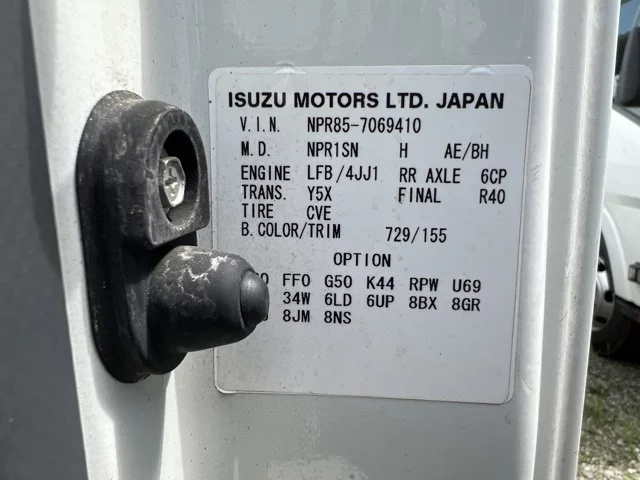 ISUZU MOTORS LTD. JAPAN
V.I.N. NPR85-7069410
M.D. NPR1SN H AE/BH
ENGINE LFB/4JJ1 RR AXLE 6CP
TRANS. Y5X FINAL R40
TIRE CVE
B.COLOR/TRIM 729/155
OPTION
FF0 G50 K44 RPW U69
34W 6LD 6UP 8BX 8GR
8JM 8NS